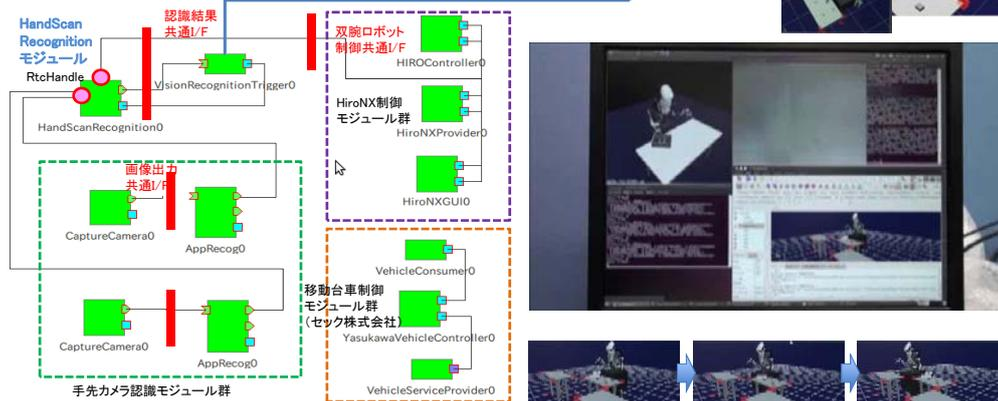 HandScan
Recognition
モジュール
RtcHandle
HandScanRecognition0
認識結果
共通I/F
VisionRecognitionTrigger0
双腕ロボット
制御共通I/F
HIROController0
HiroNX制御
モジュール群
HiroNXProvider0
HiroNXGUI0
画像出力
共通I/F
CaptureCamera0
AppRecog0
CaptureCamera0
AppRecog0
手先カメラ認識モジュール群
VehicleConsumer0
移動台車制御
モジュール群
（セック株式会社）
YasukawaVehicleController0
VehicleServiceProvider0